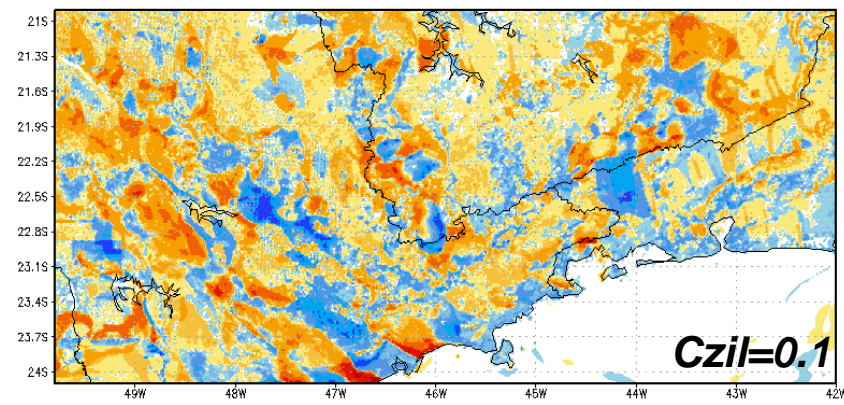 21S
21.3S
21.6S
21.9S
22.2S
22.5S
22.8S
23.1S
23.4S
23.7S
24S
Czil=0.1
49W 48W 47W 46W 45W 44W 43W 42W